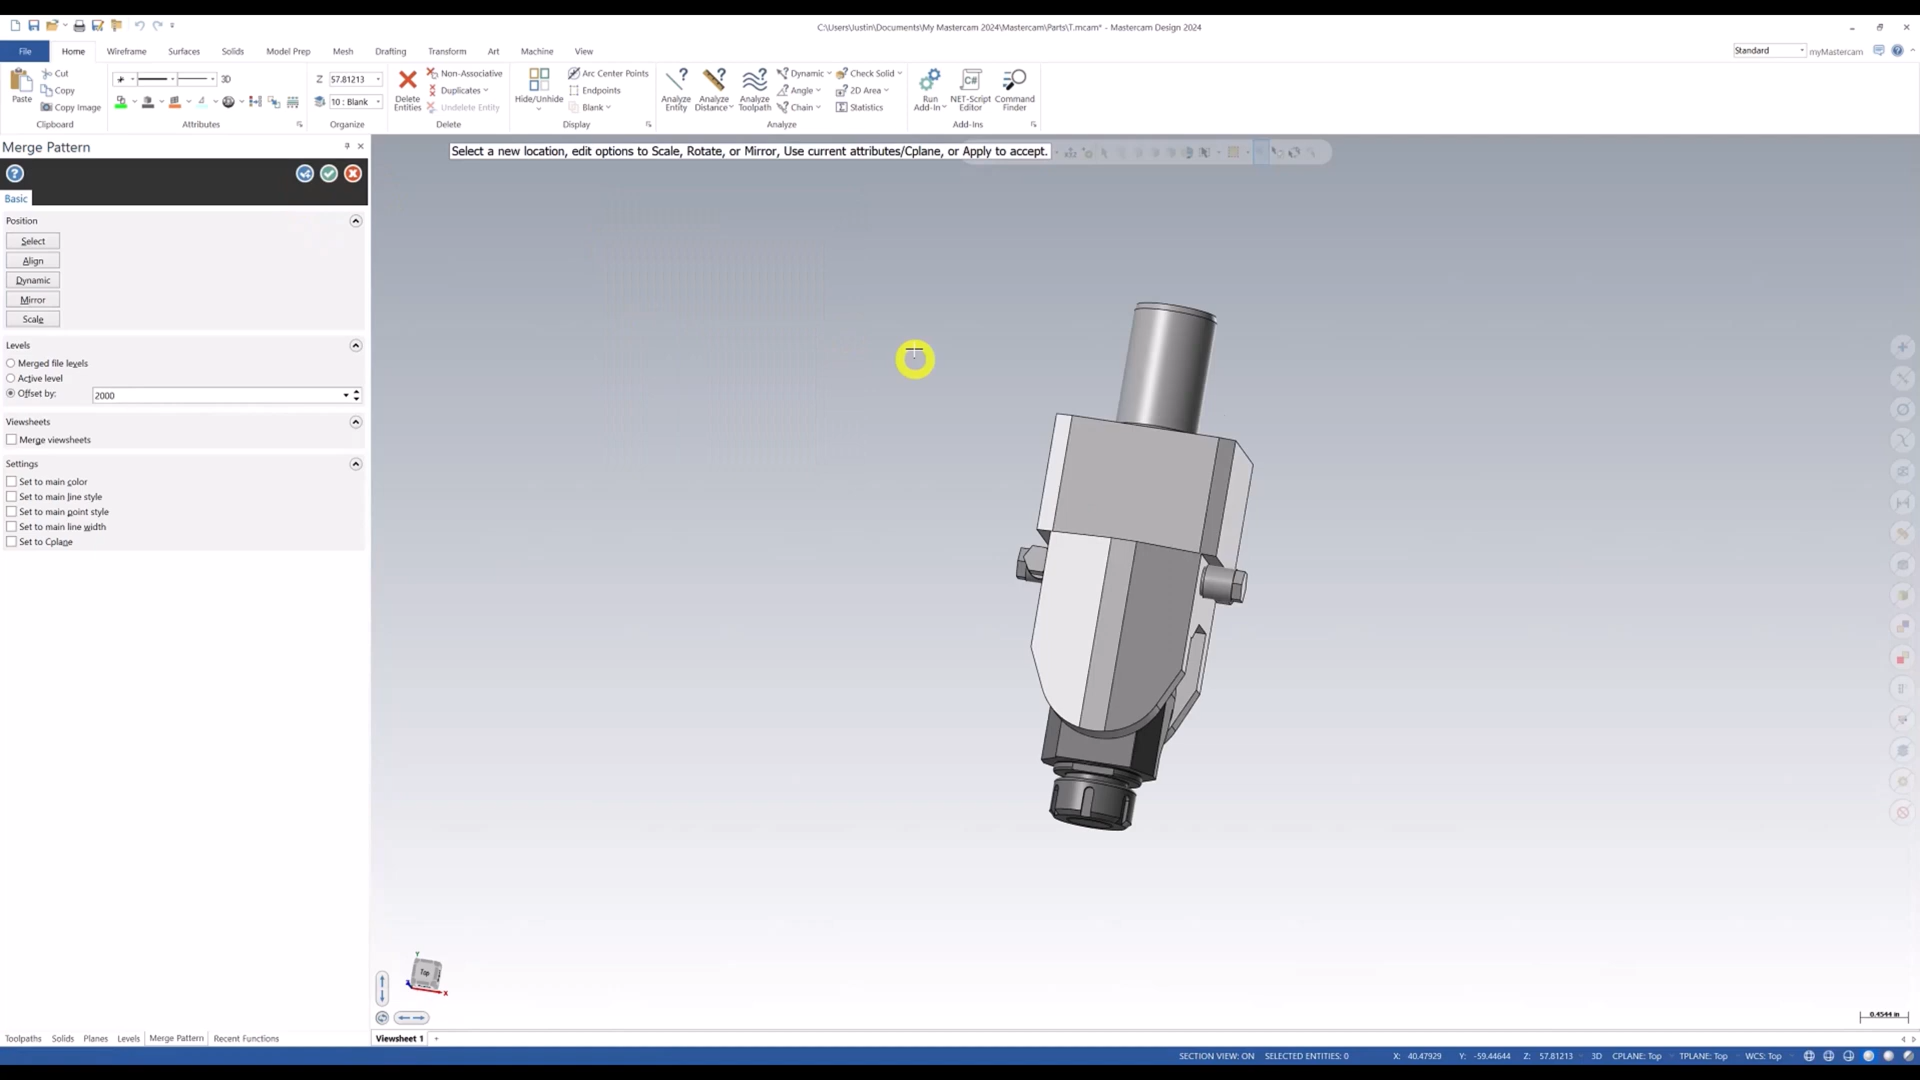 C:\Users\Justin\Documents\My Mastercam 2024\Mastercam\Parts\T.mcam* - Mastercam Design 2024
File Home Wireframe Surfaces Solids Model Prep Mesh Drafting Transform Art Machine View
Standard myMastercam
Paste
Cut
Copy
Copy Image
Clipboard
3D
Attributes
Z 57.81213
10 : Blank
Organize
Delete Entities
Non-Associative
Duplicates
Undelete Entity
Delete
Hide/Unhide
Arc Center Points
Endpoints
Blank
Display
Analyze Entity
Analyze Distance
Analyze Toolpath
Dynamic
Angle
Chain
Check Solid
2D Area
Statistics
Analyze
Run Add-In
NET-Script Editor
Command Finder
Add-Ins
Merge Pattern
Select a new location, edit options to Scale, Rotate, or Mirror, Use current attributes/Cplane, or Apply to accept.
Basic
Position
Select
Align
Dynamic
Mirror
Scale
Levels
Merged file levels
Active level
Offset by: 2000
Viewsheets
Merge viewsheets
Settings
Set to main color
Set to main line style
Set to main point style
Set to main line width
Set to Cplane
Y
Top
X
0.4544 in
Toolpaths Solids Planes Levels Merge Pattern Recent Functions
Viewsheet 1 +
SECTION VIEW: ON SELECTED ENTITIES: 0 X: 40.47929 Y: -59.44644 Z: 57.81213 3D CPLANE: Top TPLANE: Top WCS: Top